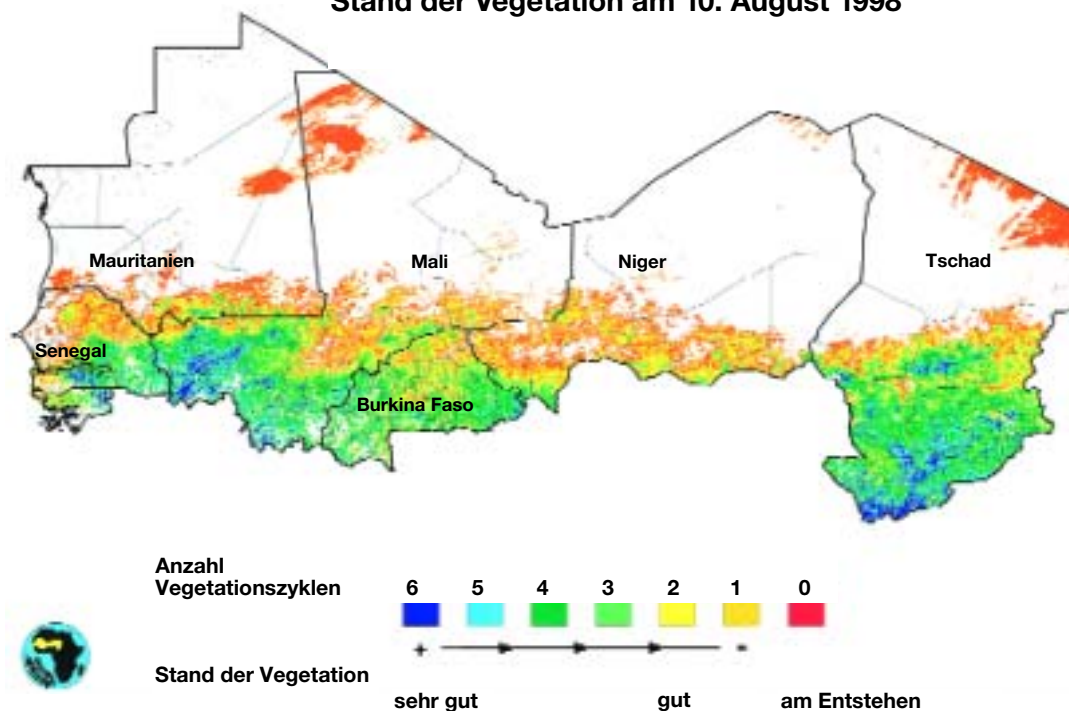 Stand der Vegetation am 10. August 1998
Mauritanien
Mali
Niger
Tschad
Senegal
Burkina Faso
Anzahl
Vegetationszyklen 6 5 4 3 2 1 0
+ -
Stand der Vegetation
sehr gut gut am Entstehen